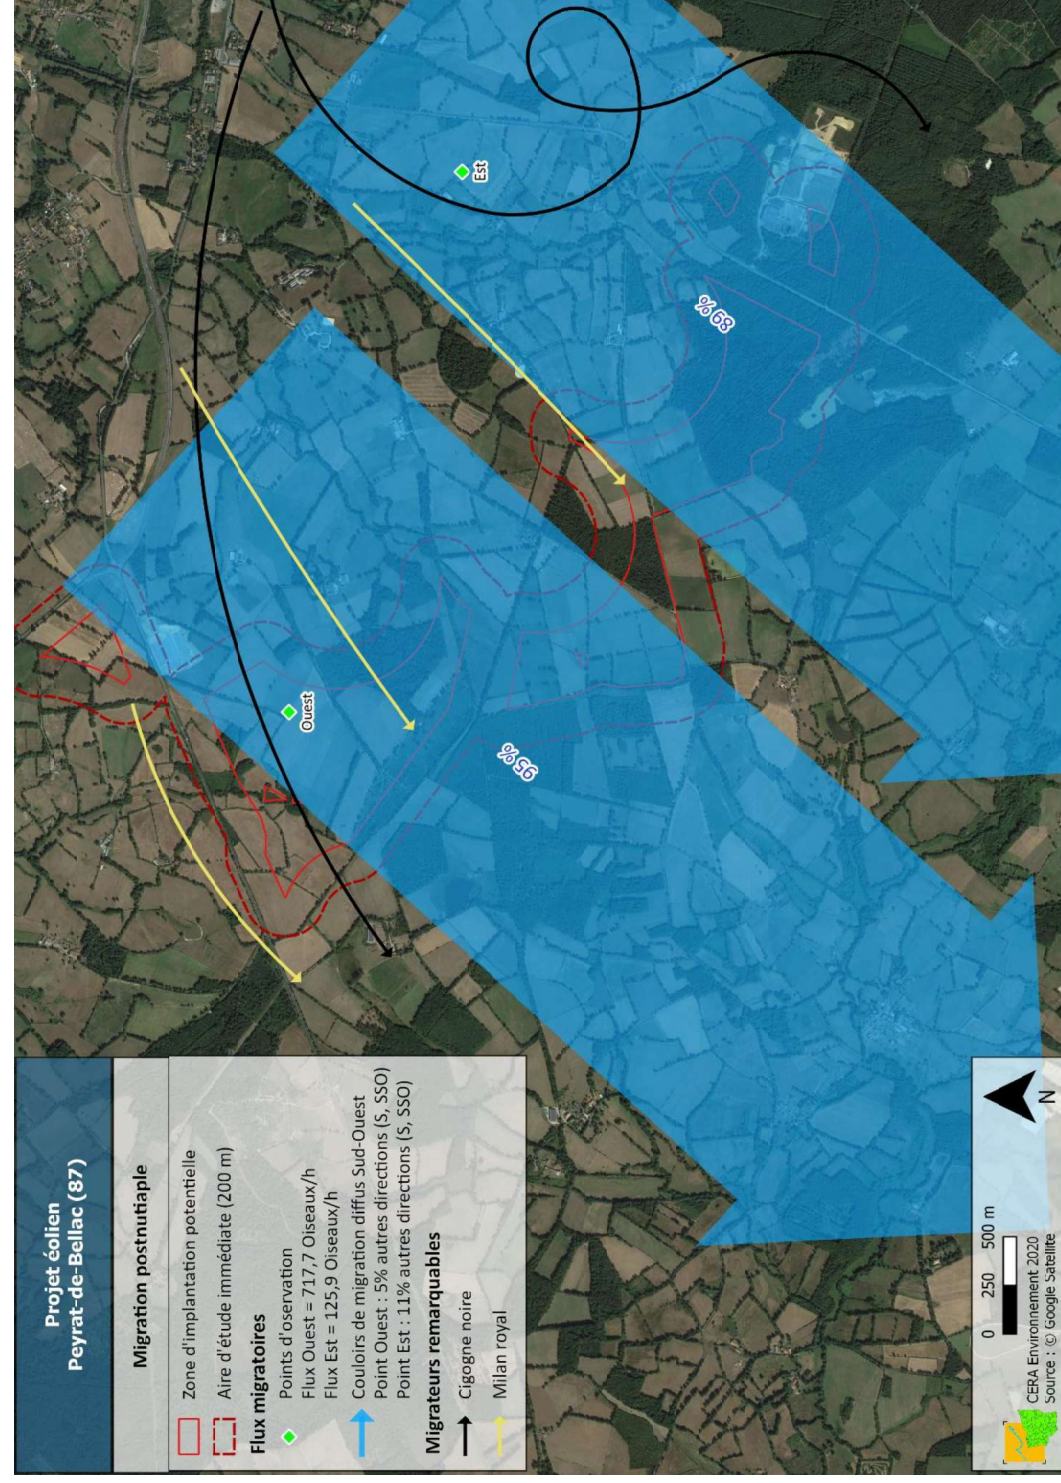 Projet éolien
Peyrat-de-Bellac (87)
Migration postnutiaple
Zone d'implantation potentielle
Aire d'étude immédiate (200 m)
Flux migratoires
Points d'oservation
Flux Ouest = 717,7 Oiseaux/h
Flux Est = 125,9 Oiseaux/h
Couloirs de migration diffus Sud-Ouest
Point Ouest : 5% autres directions (S, SSO)
Point Est : 11% autres directions (S, SSO)
Migrateurs remarquables
Cigogne noire
Milan royal
Ouest
Est
95 %
89 %
0 250 500 m
N
CERA Environnement 2020
Source : © Google Satellite